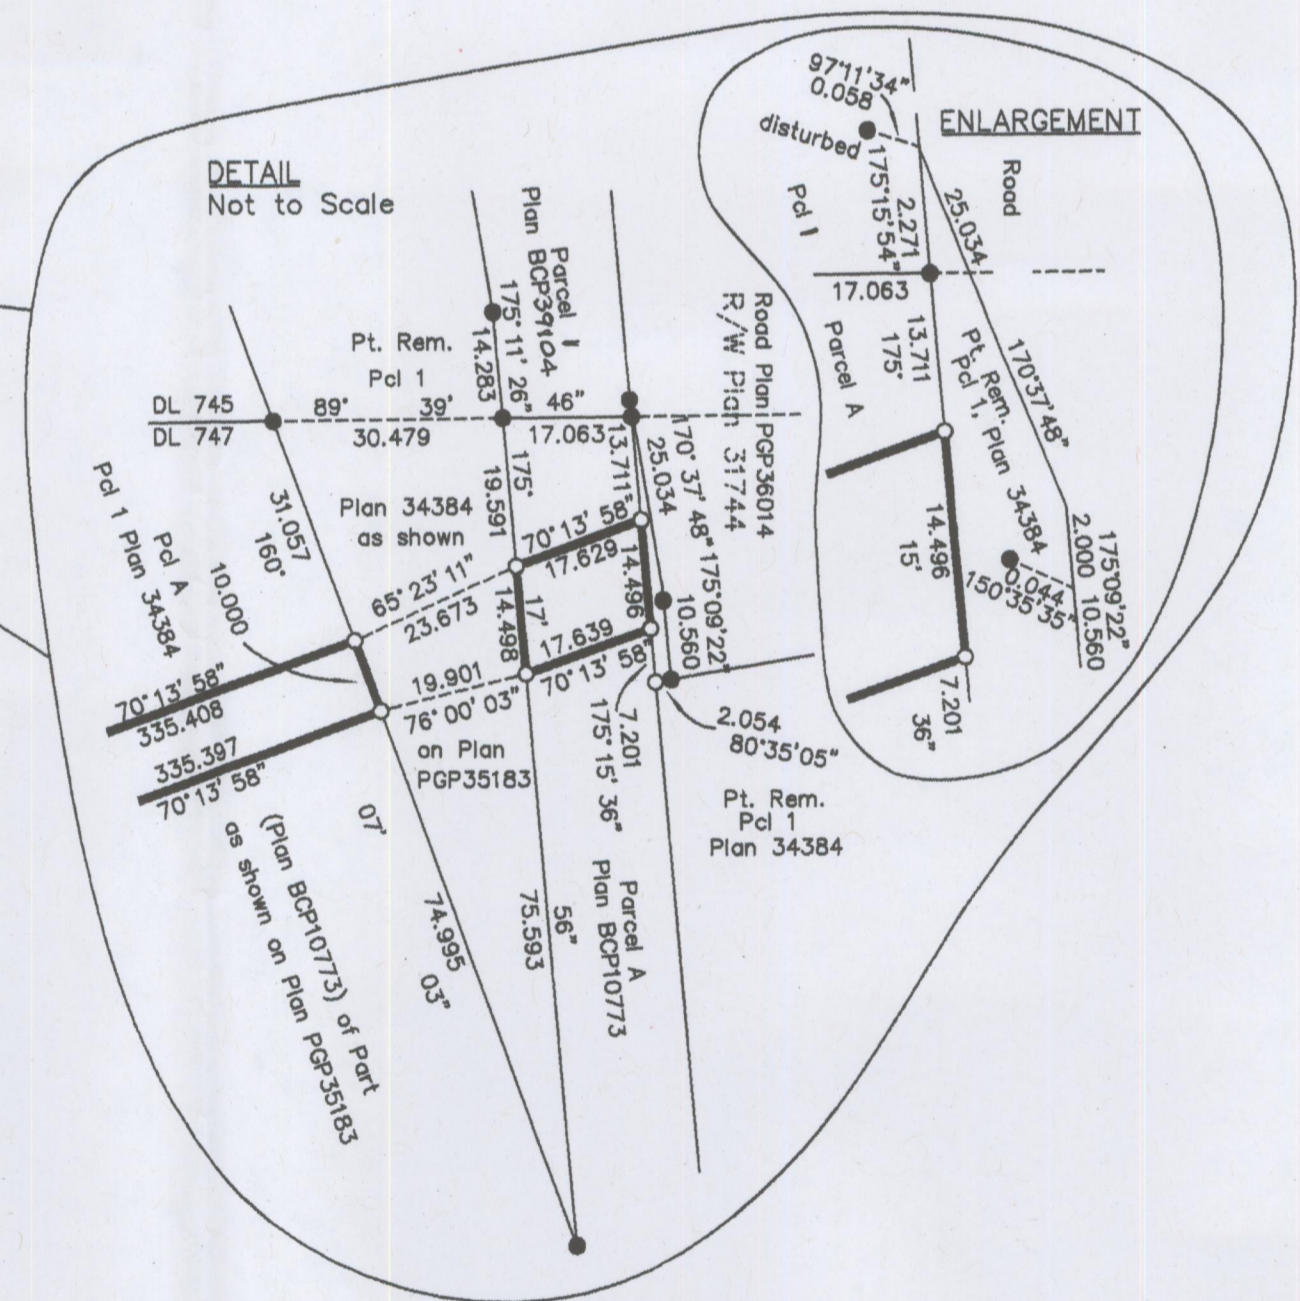 DETAIL
Not to Scale
ENLARGEMENT
97°11'34"
0.058
disturbed
175°15'54"
2.271
25.034
Road
Pcl 1
17.063
Parcel A
13.711
175°
Pt. Rem.
Pcl 1, Plan 34384
170°37'48"
14.496
15'
0.044
150°35'35"
2.000 10.560
175°09'22"
7.201
36"
Parcel 1
Plan BCP39104
175° 11' 26"
14.283
Pt. Rem.
Pcl 1
DL 745
DL 747
89° 39' 46"
30.479
17.063
Road Plan PGP36014
R/W Plan 31744
13.711
25.034
170° 37' 48"
175°09'22"
10.560
31.057
160°
Plan 34384
as shown
19.591
175°
70° 13' 58"
17.629
14.496
17'
14.498
17.639
70° 13' 58"
65° 23' 11"
23.673
19.901
76° 00' 03"
on Plan
PGP35183
Pcl A
Pcl 1 Plan 34384
10.000
70° 13' 58"
335.408
335.397
70° 13' 58"
(Plan BCP10773) of Part
as shown on Plan PGP35183
07'
74.995
03"
75.593
56"
7.201
175° 15' 36"
Parcel A
Plan BCP10773
2.054
80°35'05"
Pt. Rem.
Pcl 1
Plan 34384